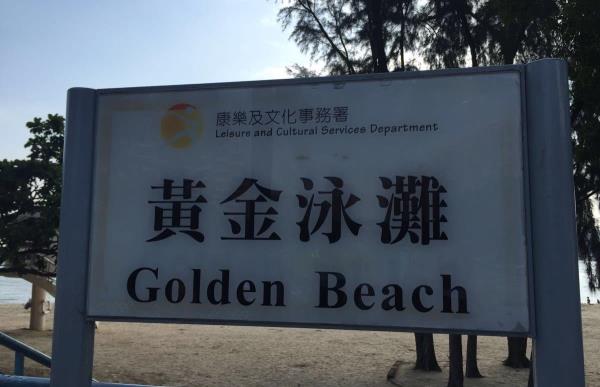 康樂及文化事務署
Leisure and Cultural Services Department
黃金泳灘
Golden Beach